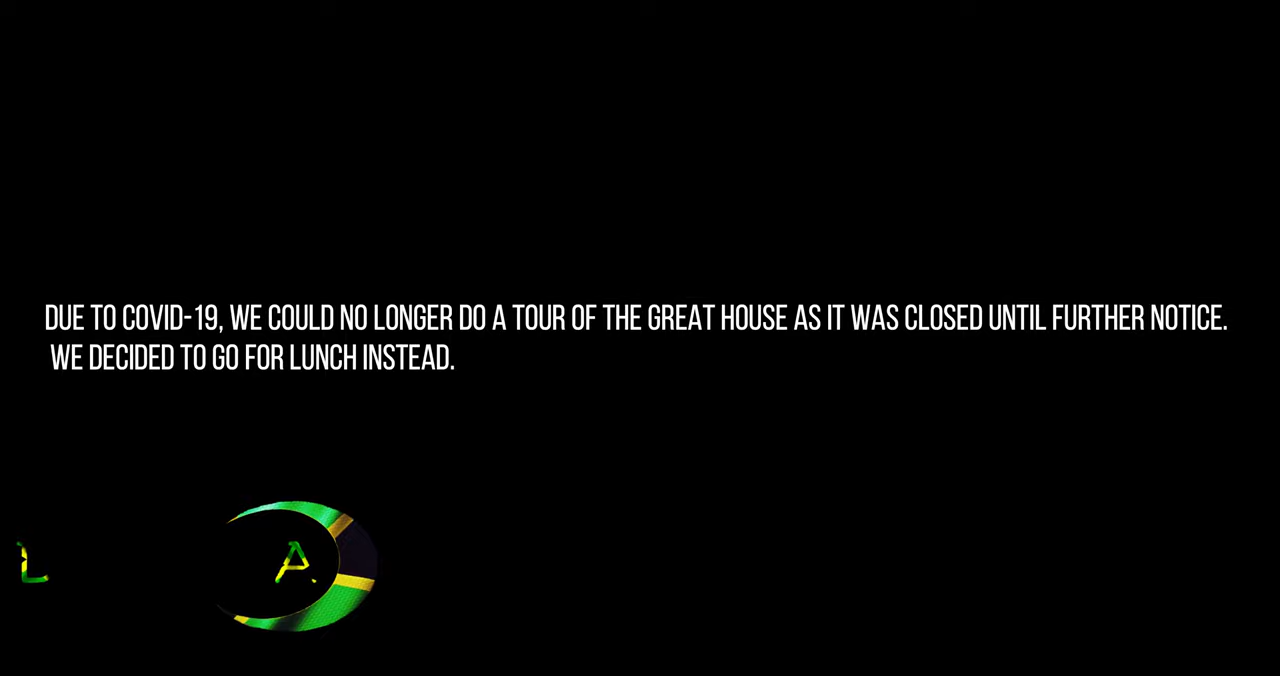 DUE TO COVID-19, WE COULD NO LONGER DO A TOUR OF THE GREAT HOUSE AS IT WAS CLOSED UNTIL FURTHER NOTICE.
WE DECIDED TO GO FOR LUNCH INSTEAD.
L A